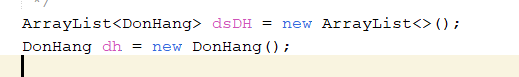 */
ArrayList<DonHang> dsDH = new ArrayList<>();
DonHang dh = new DonHang();